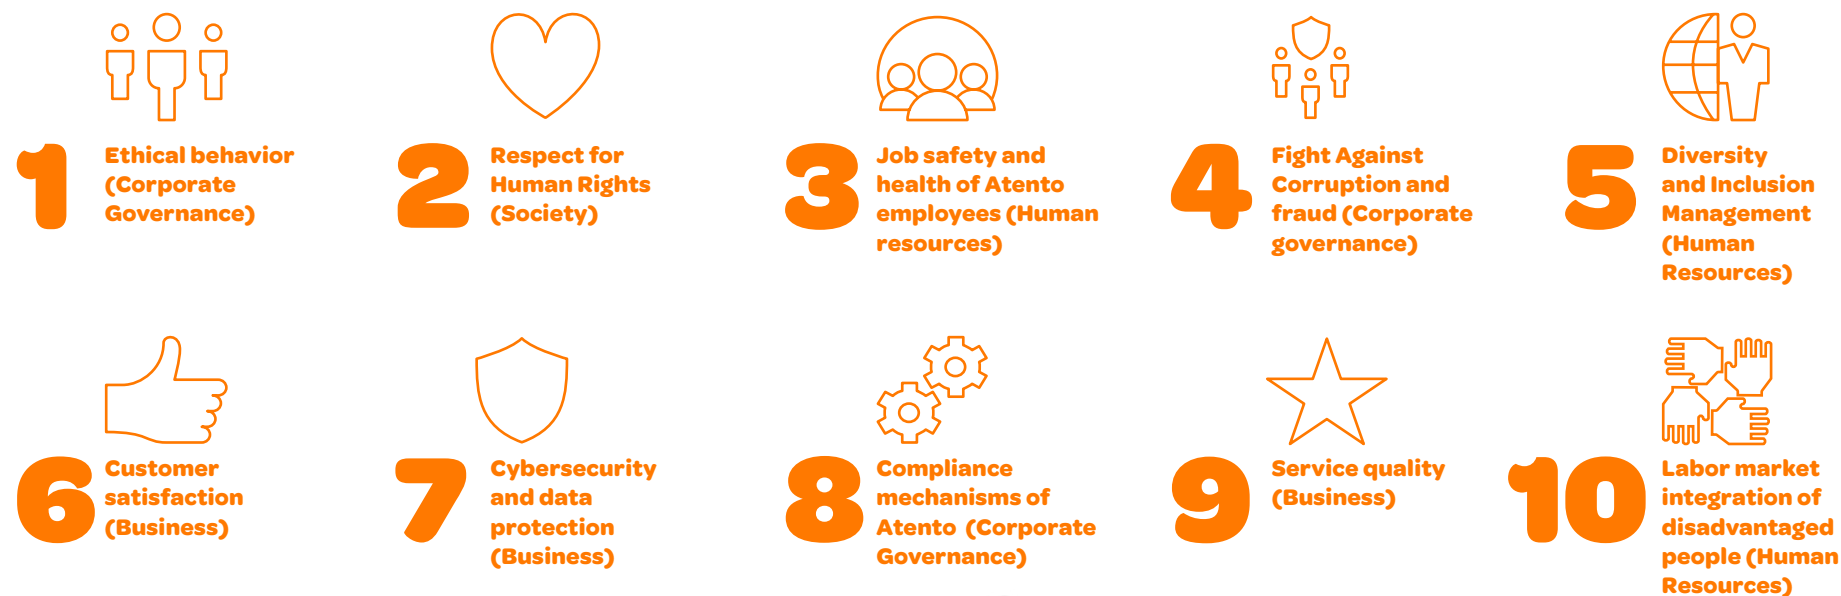 1
Ethical behavior
(Corporate
Governance)
2
Respect for
Human Rights
(Society)
3
Job safety and
health of Atento
employees (Human
resources)
4
Fight Against
Corruption and
fraud (Corporate
governance)
5
Diversity
and Inclusion
Management
(Human
Resources)
6
Customer
satisfaction
(Business)
7
Cybersecurity
and data
protection
(Business)
8
Compliance
mechanisms of
Atento (Corporate
Governance)
9
Service quality
(Business)
10
Labor market
integration of
disadvantaged
people (Human
Resources)